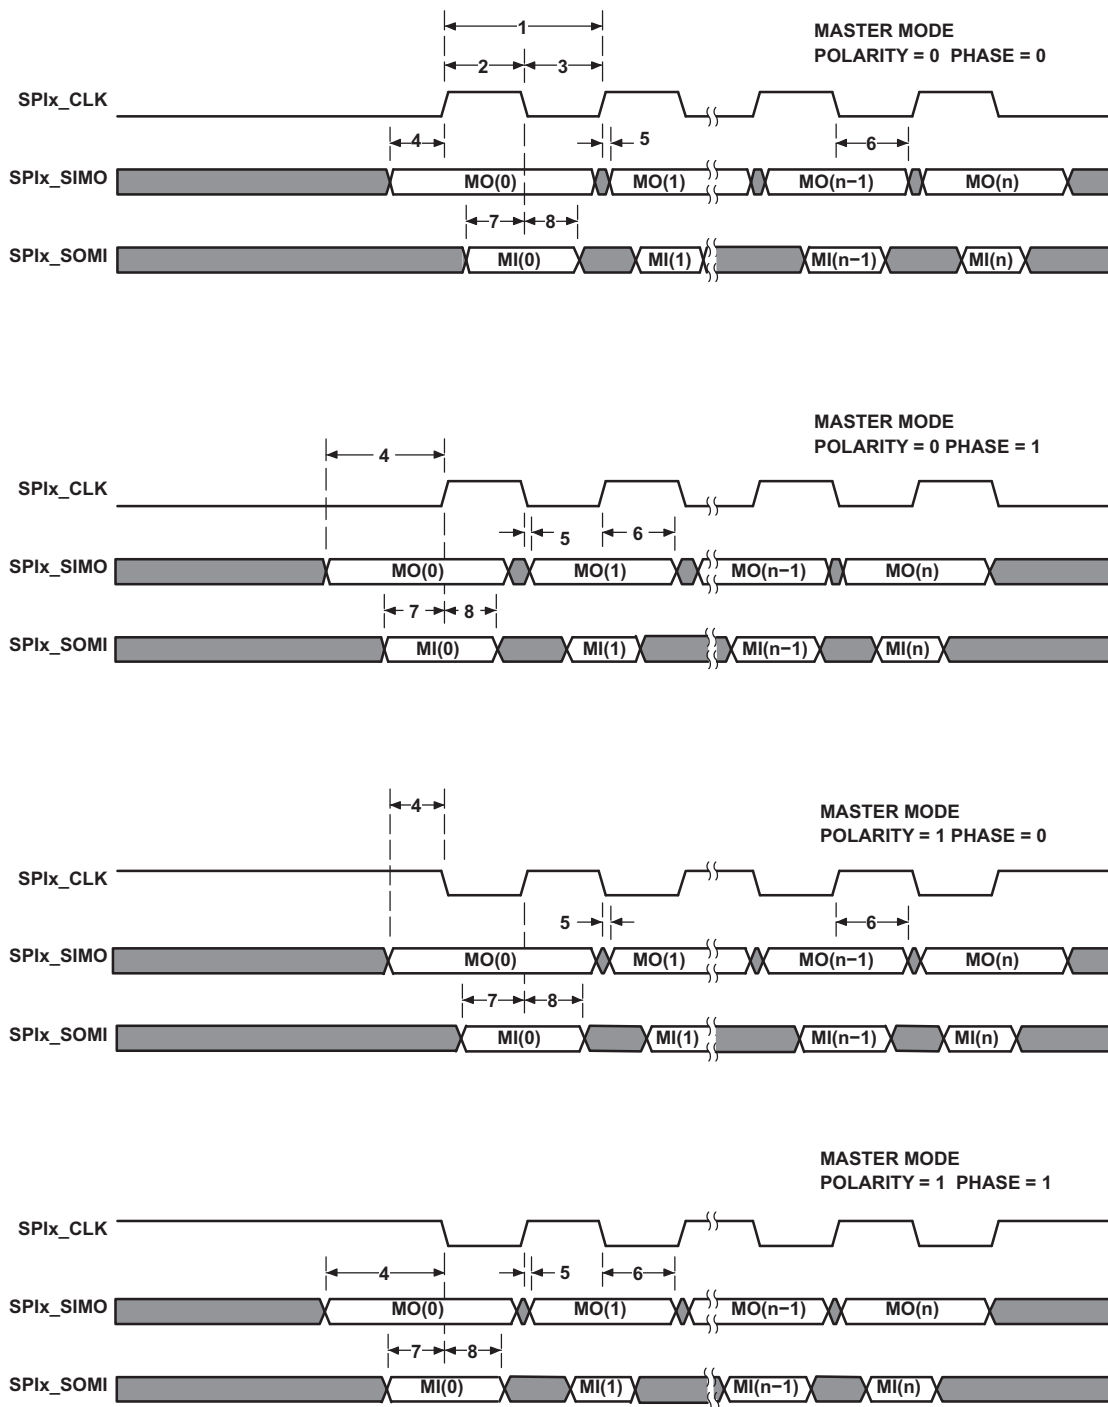 1
MASTER MODE
POLARITY = 0 PHASE = 0
2 3
SPIx_CLK
4 5 6
SPIx_SIMO MO(0) MO(1) MO(n−1) MO(n)
7 8
SPIx_SOMI MI(0) MI(1) MI(n−1) MI(n)
MASTER MODE
POLARITY = 0 PHASE = 1
4
SPIx_CLK
5 6
SPIx_SIMO MO(0) MO(1) MO(n−1) MO(n)
7 8
SPIx_SOMI MI(0) MI(1) MI(n−1) MI(n)
4
MASTER MODE
POLARITY = 1 PHASE = 0
SPIx_CLK
5 6
SPIx_SIMO MO(0) MO(1) MO(n−1) MO(n)
7 8
SPIx_SOMI MI(0) MI(1) MI(n−1) MI(n)
MASTER MODE
POLARITY = 1 PHASE = 1
SPIx_CLK
4 5 6
SPIx_SIMO MO(0) MO(1) MO(n−1) MO(n)
7 8
SPIx_SOMI MI(0) MI(1) MI(n−1) MI(n)